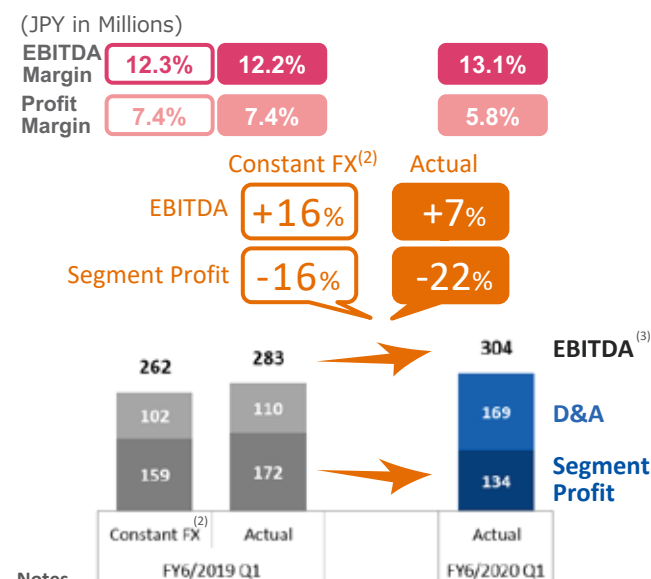 (JPY in Millions)
EBITDA Margin 12.3% 12.2% 13.1%
Profit Margin 7.4% 7.4% 5.8%
Constant FX(2) Actual
EBITDA +16% +7%
Segment Profit -16% -22%
262 283 304 EBITDA(3)
102 110 169 D&A
159 172 134 Segment Profit
Constant FX(2) Actual Actual
FY6/2019 Q1 FY6/2020 Q1
Notes